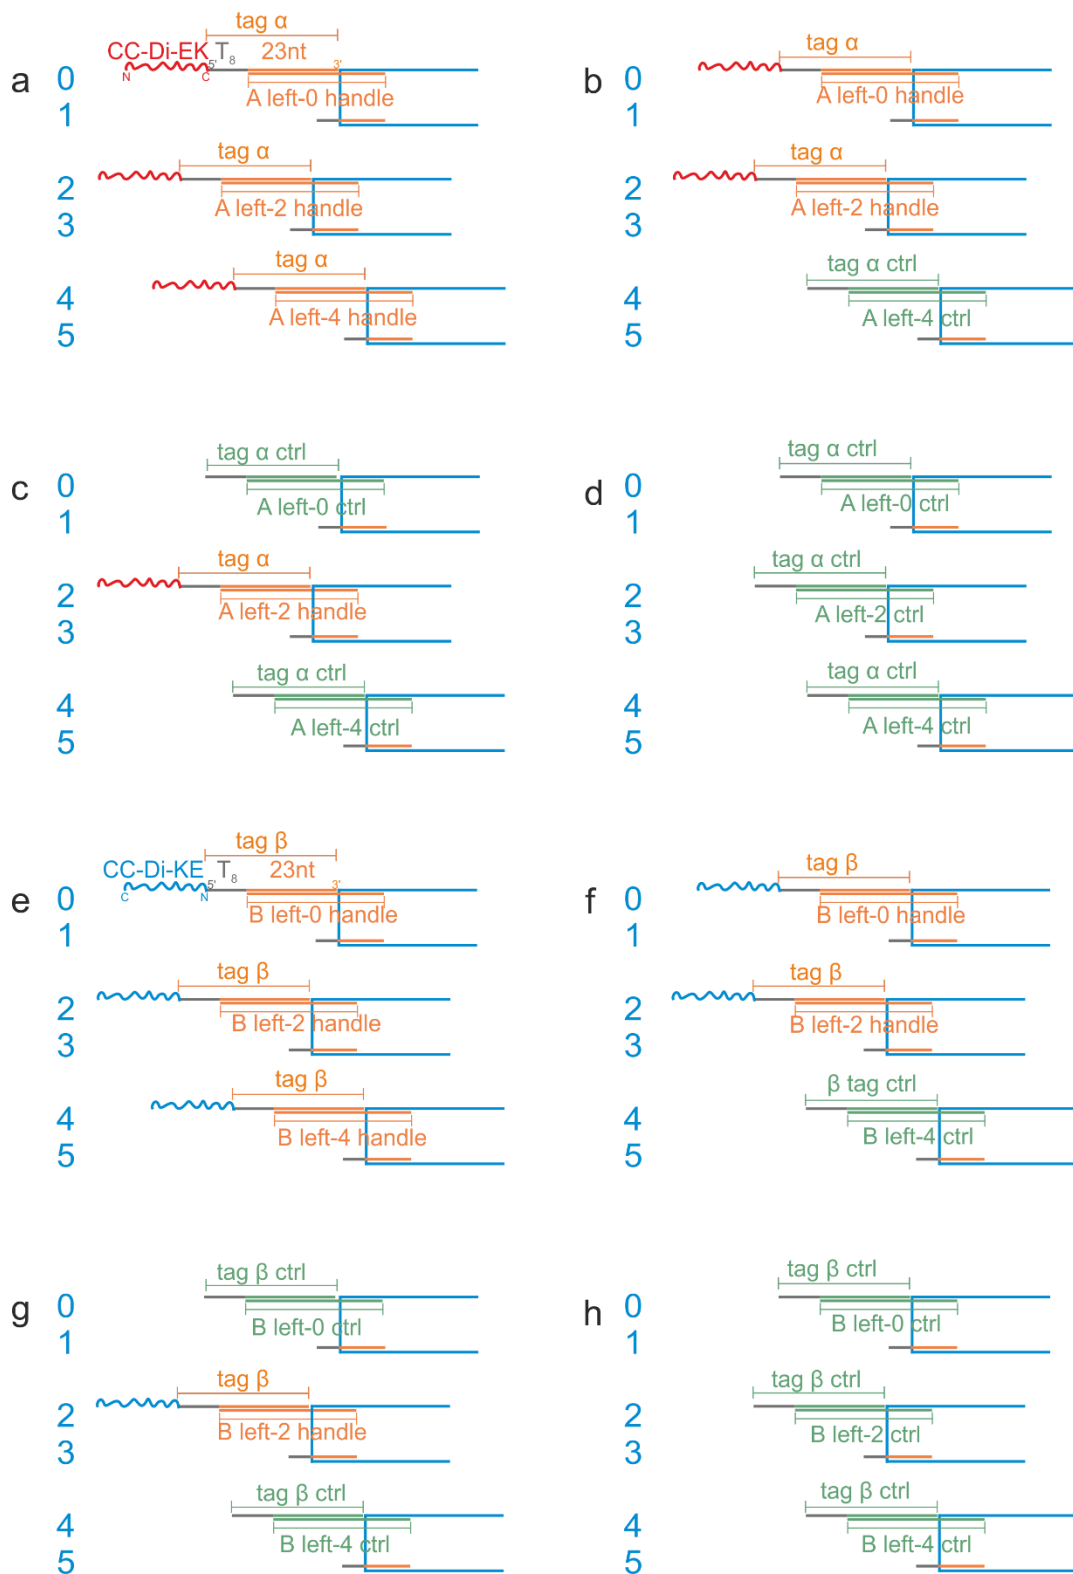 a
tag α
CC-Di-EK T8 23nt
5' 3'
N C
0
A left-0 handle
1
tag α
2
A left-2 handle
3
tag α
4
A left-4 handle
5
b
tag α
0
A left-0 handle
1
tag α
2
A left-2 handle
3
tag α ctrl
4
A left-4 ctrl
5
c
tag α ctrl
0
A left-0 ctrl
1
tag α
2
A left-2 handle
3
tag α ctrl
4
A left-4 ctrl
5
d
tag α ctrl
0
A left-0 ctrl
1
tag α ctrl
2
A left-2 ctrl
3
tag α ctrl
4
A left-4 ctrl
5
e
tag β
CC-Di-KE T8 23nt
5' 3'
C N
0
B left-0 handle
1
tag β
2
B left-2 handle
3
tag β
4
B left-4 handle
5
f
tag β
0
B left-0 handle
1
tag β
2
B left-2 handle
3
β tag ctrl
4
B left-4 ctrl
5
g
tag β ctrl
0
B left-0 ctrl
1
tag β
2
B left-2 handle
3
tag β ctrl
4
B left-4 ctrl
5
h
tag β ctrl
0
B left-0 ctrl
1
tag β ctrl
2
B left-2 ctrl
3
tag β ctrl
4
B left-4 ctrl
5